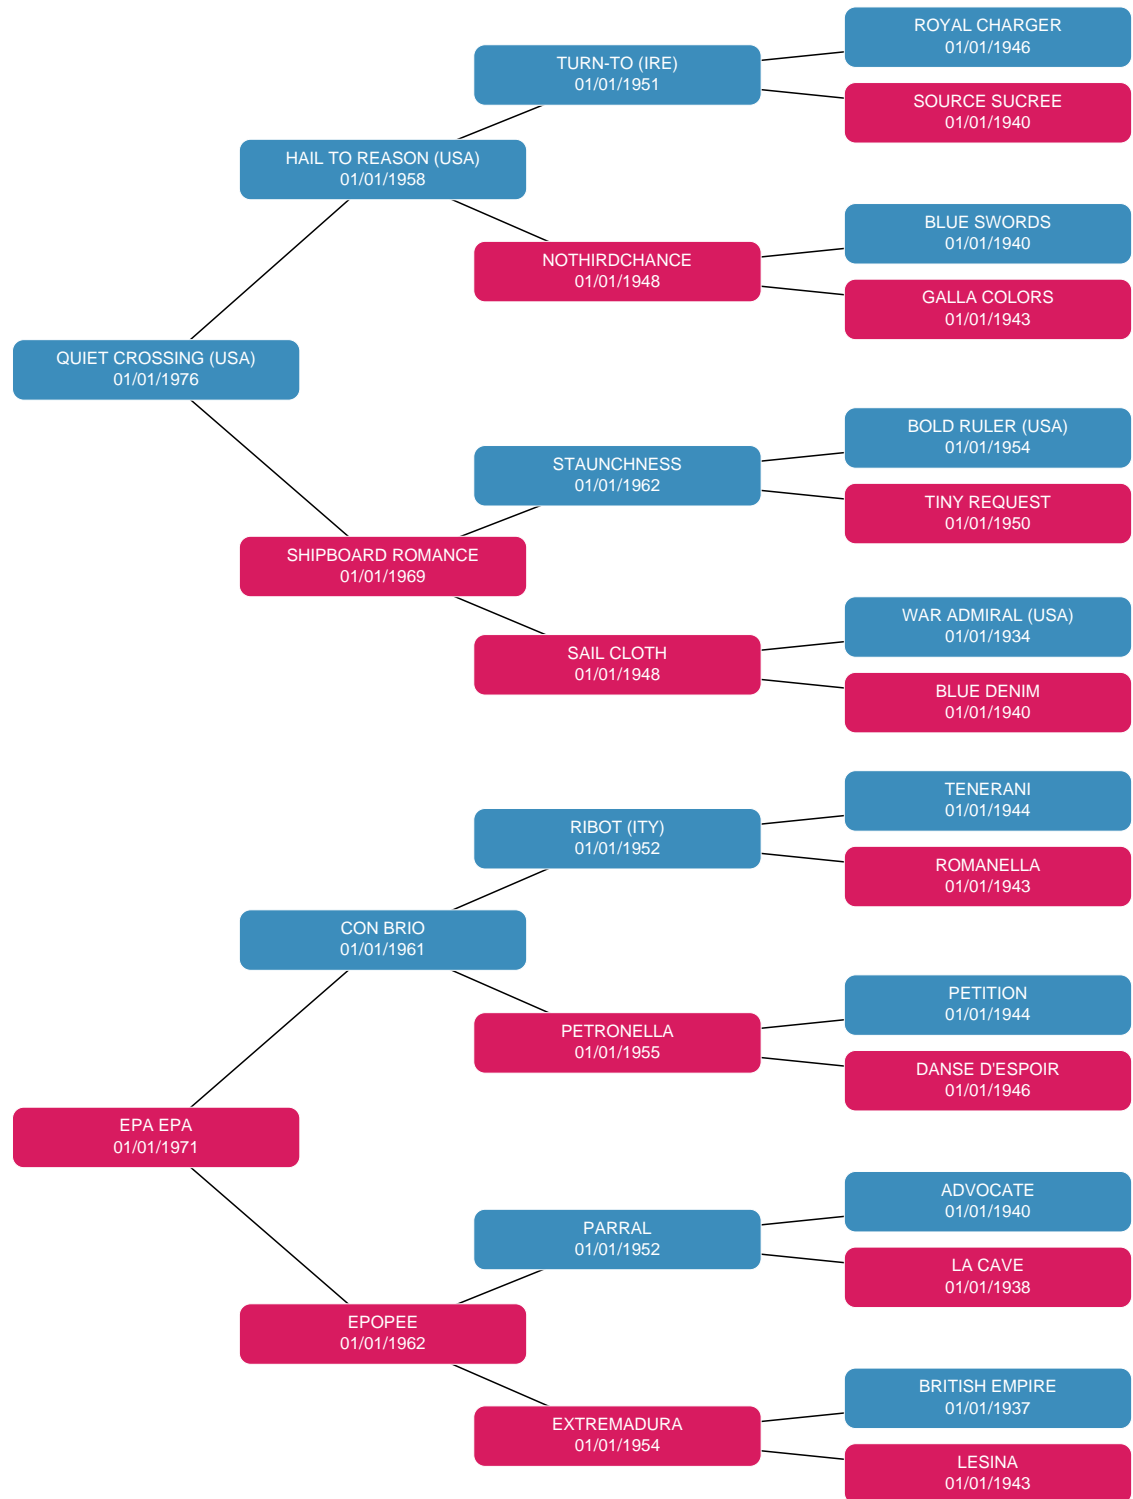 ROYAL CHARGER
01/01/1946
TURN-TO (IRE)
01/01/1951
SOURCE SUCREE
01/01/1940
HAIL TO REASON (USA)
01/01/1958
BLUE SWORDS
01/01/1940
NOTHIRDCHANCE
01/01/1948
GALLA COLORS
01/01/1943
QUIET CROSSING (USA)
01/01/1976
BOLD RULER (USA)
01/01/1954
STAUNCHNESS
01/01/1962
TINY REQUEST
01/01/1950
SHIPBOARD ROMANCE
01/01/1969
WAR ADMIRAL (USA)
01/01/1934
SAIL CLOTH
01/01/1948
BLUE DENIM
01/01/1940
TENERANI
01/01/1944
RIBOT (ITY)
01/01/1952
ROMANELLA
01/01/1943
CON BRIO
01/01/1961
PETITION
01/01/1944
PETRONELLA
01/01/1955
DANSE D'ESPOIR
01/01/1946
EPA EPA
01/01/1971
ADVOCATE
01/01/1940
PARRAL
01/01/1952
LA CAVE
01/01/1938
EPOPEE
01/01/1962
BRITISH EMPIRE
01/01/1937
EXTREMADURA
01/01/1954
LESINA
01/01/1943